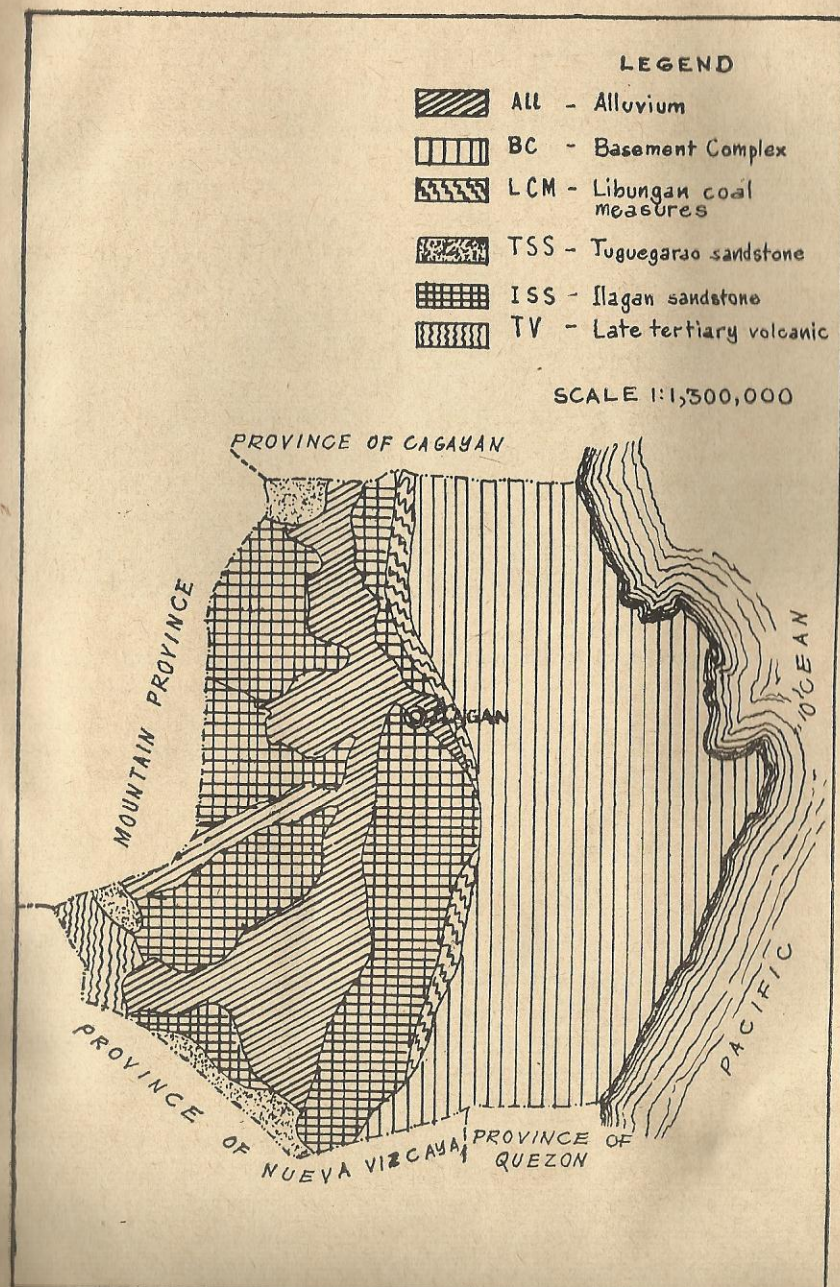 LEGEND
ALL - Alluvium
BC - Basement Complex
LCM - Libungan coal
measures
TSS - Tuguegarao sandstone
ISS - Ilagan sandstone
TV - Late tertiary volcanic
SCALE 1:1,300,000
PROVINCE OF CAGAYAN
MOUNTAIN PROVINCE
ILAGAN
PACIFIC OCEAN
PROVINCE OF NUEVA VIZCAYA
PROVINCE OF
QUEZON